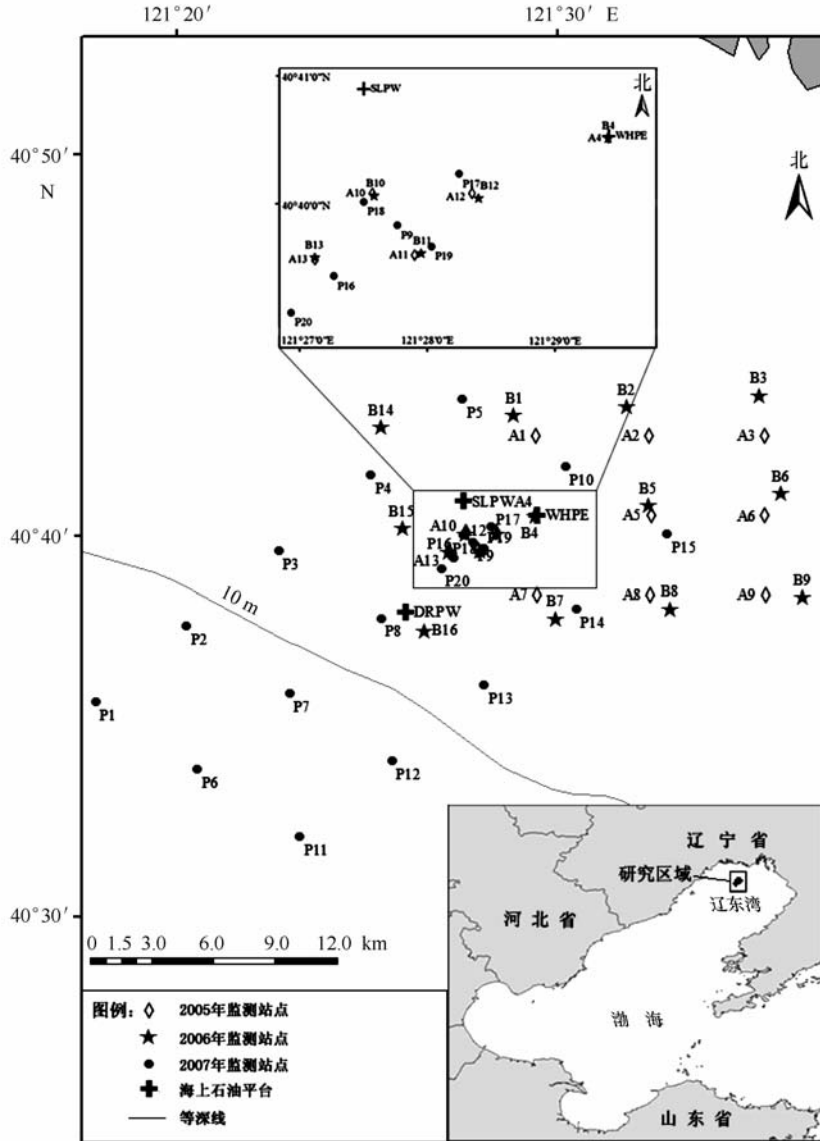 121°20′ 121°30′ E
40°41′0″N
SLPW
北
B4
A4 WHPE
40°50′
N
北
P17
B10
A10
A12 B12
P18
40°40′0″N
P9
B11
B13
A13
A11 P19
P16
P20
121°27′0″E 121°28′0″E 121°29′0″E
B3
P5 B1 B2
B14
A1 A2 A3
P10
P4
B6
SLPWA4 B5
B15 P17 WHPE A5 A6
40°40′ A10 12 B4 P15
P16 P18 P19
P3 A13 P9
P20
A7 A8 A9 B9
10 m
DRPW B7 B8
P8 P14
P2 B16
P13
P7
P1
P12
P6
P11
辽宁省
研究区域
辽东湾
河北省
40°30′
0 1.5 3.0 6.0 9.0 12.0 km
图例:
2005年监测站点
2006年监测站点
渤海
2007年监测站点
海上石油平台
等深线
山东省